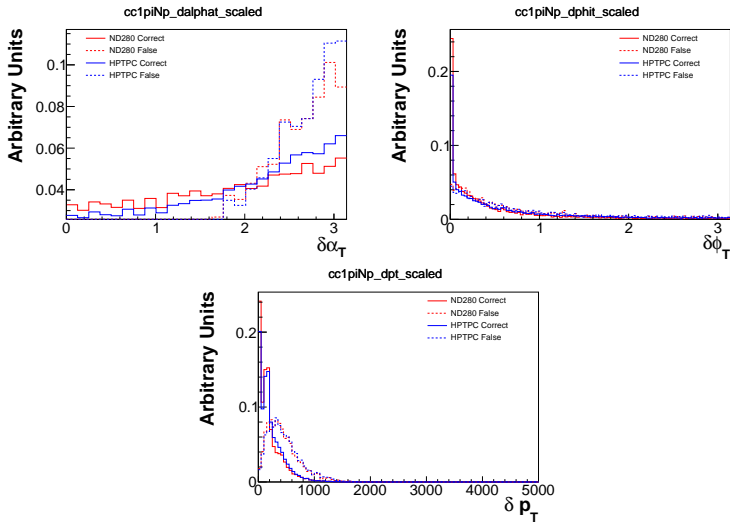 cc1piNp_dalphat_scaled
Arbitrary Units
0.1
0.08
0.06
0.04
ND280 Correct
ND280 False
HPTPC Correct
HPTPC False
0 1 2 3
δα_T
cc1piNp_dphit_scaled
Arbitrary Units
0.2
0.1
0
ND280 Correct
ND280 False
HPTPC Correct
HPTPC False
0 1 2 3
δϕ_T
cc1piNp_dpt_scaled
Arbitrary Units
0.2
0.1
0
ND280 Correct
ND280 False
HPTPC Correct
HPTPC False
0 1000 2000 3000 4000 5000
δ p_T